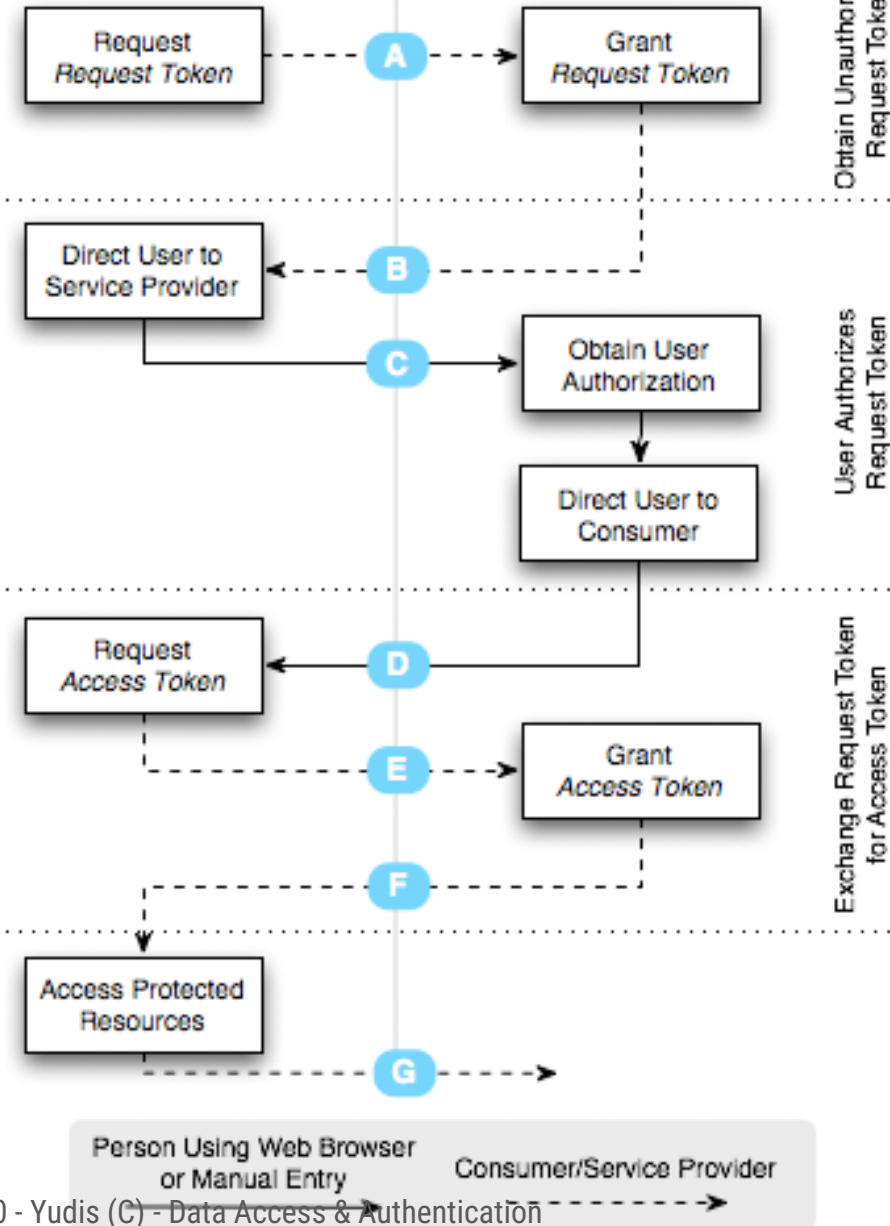 Request
Request Token
A
Grant
Request Token
Obtain
Request
Direct User to
Service Provider
B
C
Obtain User
Authorization
Direct User to
Consumer
User Authorizes
Request Token
Request
Access Token
D
E
Grant
Access Token
F
Exchange Request Token
for Access Token
Access Protected
Resources
G
Person Using Web Browser
or Manual Entry
Consumer/Service Provider
- Yudis (C) - Data Access & Authentication